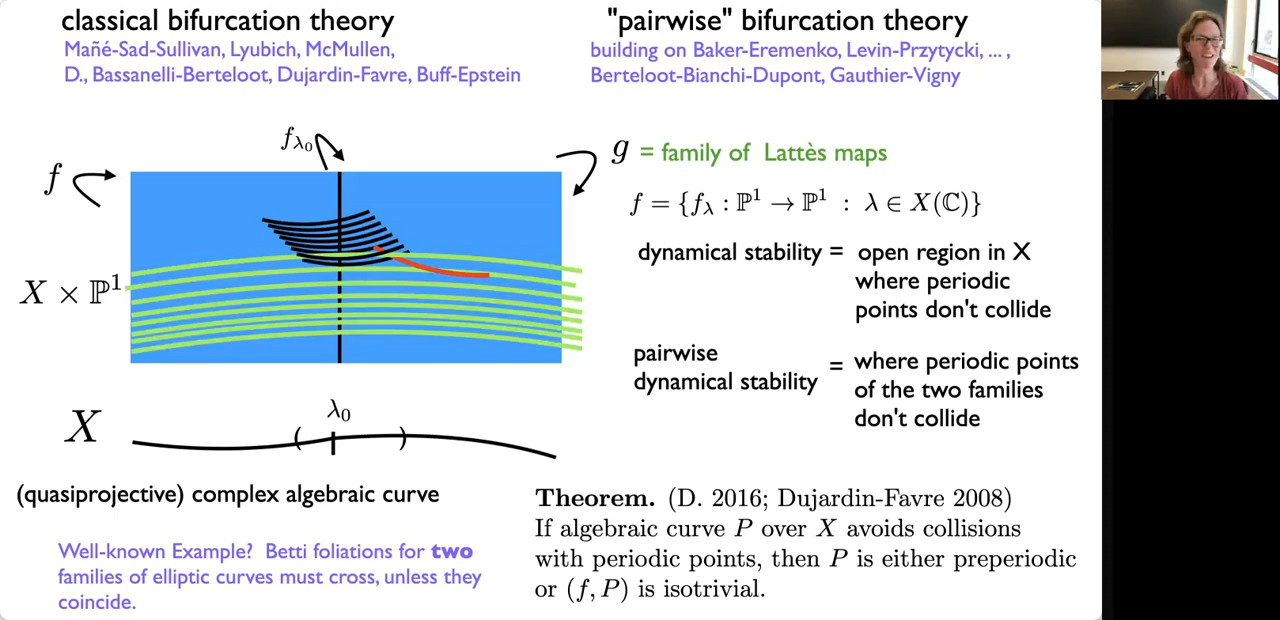 classical bifurcation theory
Mañé-Sad-Sullivan, Lyubich, McMullen,
D., Bassanelli-Berteloot, Dujardin-Favre, Buff-Epstein
"pairwise" bifurcation theory
building on Baker-Eremenko, Levin-Przytycki, ... ,
Berteloot-Bianchi-Dupont, Gauthier-Vigny
f_{λ_0}
f
g = family of Lattès maps
f = {f_λ : ℙ¹ → ℙ¹ : λ ∈ X(ℂ)}
X × ℙ¹
dynamical stability = open region in X
where periodic
points don't collide
pairwise
dynamical stability
= where periodic points
of the two families
don't collide
λ_0
X
(quasiprojective) complex algebraic curve
Well-known Example? Betti foliations for two
families of elliptic curves must cross, unless they
coincide.
Theorem. (D. 2016; Dujardin-Favre 2008)
If algebraic curve P over X avoids collisions
with periodic points, then P is either preperiodic
or (f, P) is isotrivial.